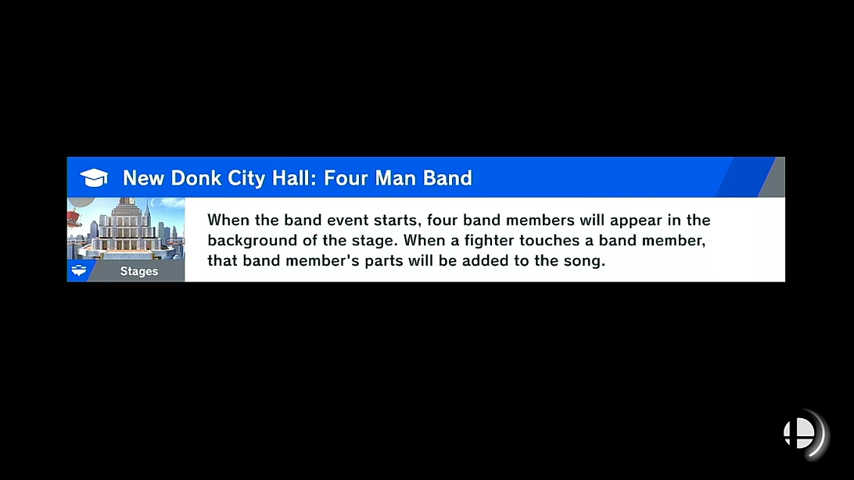 New Donk City Hall: Four Man Band
When the band event starts, four band members will appear in the
background of the stage. When a fighter touches a band member,
that band member's parts will be added to the song.
Stages